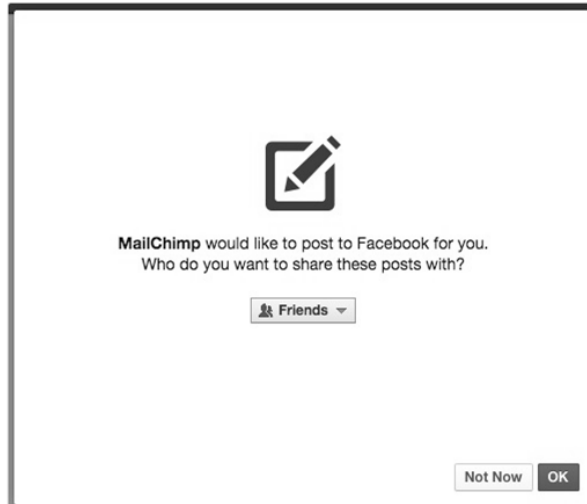 MailChimp would like to post to Facebook for you.
Who do you want to share these posts with?
Friends
Not Now OK